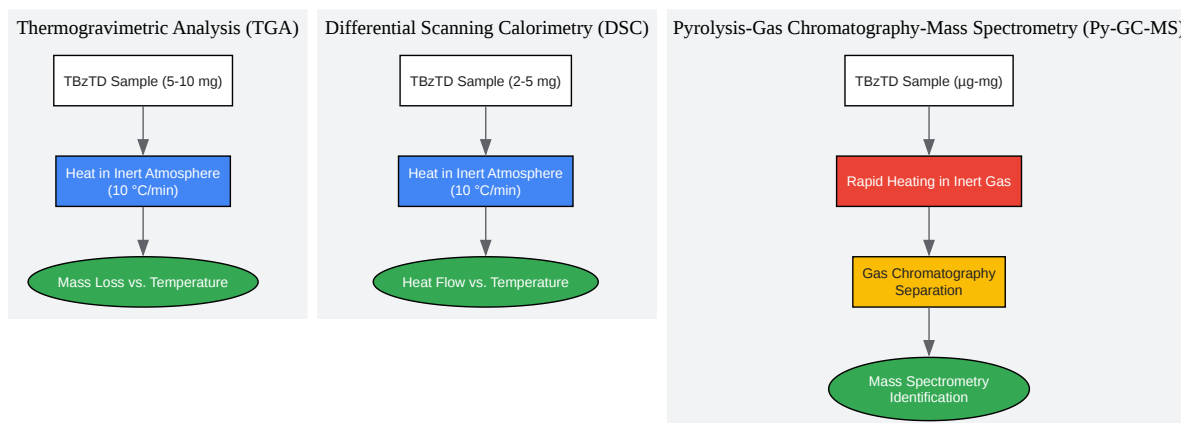 Thermogravimetric Analysis (TGA)
TBzTD Sample (5-10 mg)
Heat in Inert Atmosphere
(10 °C/min)
Mass Loss vs. Temperature
Differential Scanning Calorimetry (DSC)
TBzTD Sample (2-5 mg)
Heat in Inert Atmosphere
(10 °C/min)
Heat Flow vs. Temperature
Pyrolysis-Gas Chromatography-Mass Spectrometry (Py-GC-MS)
TBzTD Sample (µg-mg)
Rapid Heating in Inert Gas
Gas Chromatography
Separation
Mass Spectrometry
Identification